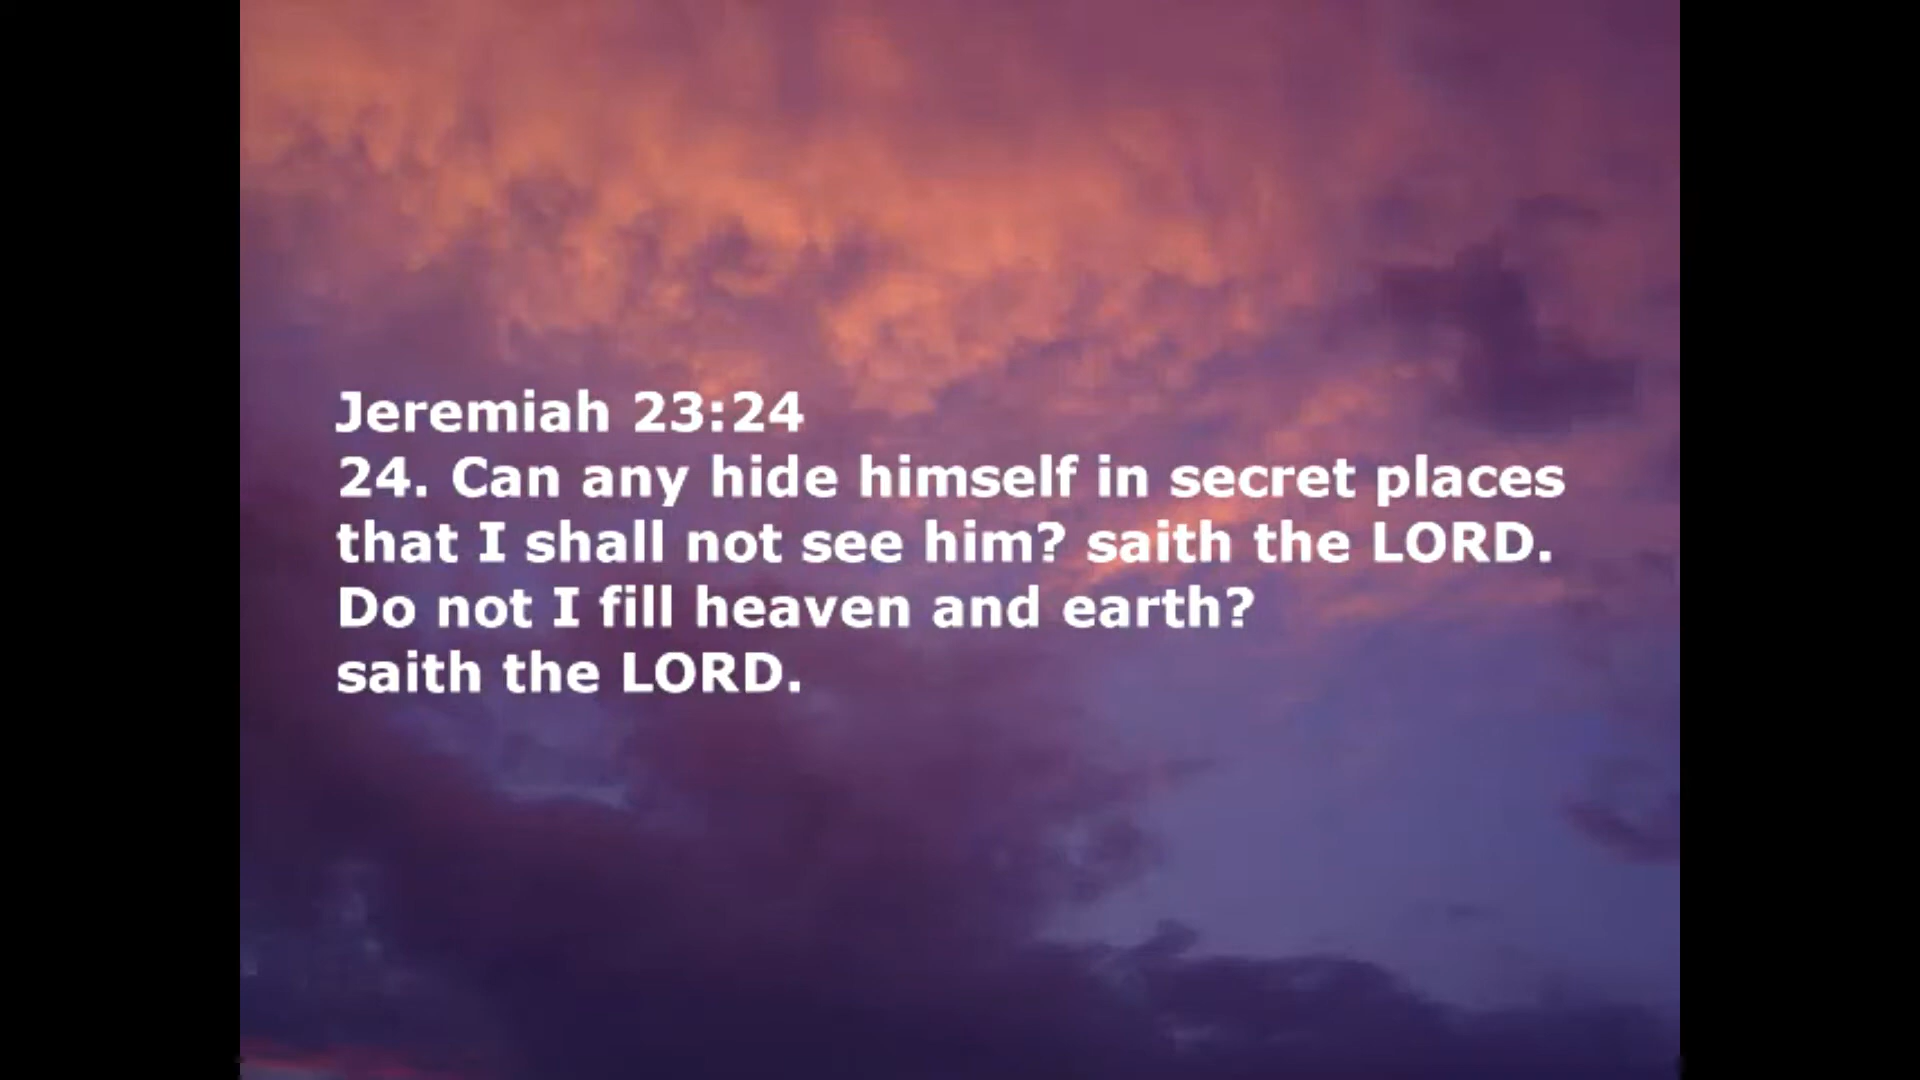 Jeremiah 23:24
24. Can any hide himself in secret places
that I shall not see him? saith the LORD.
Do not I fill heaven and earth?
saith the LORD.